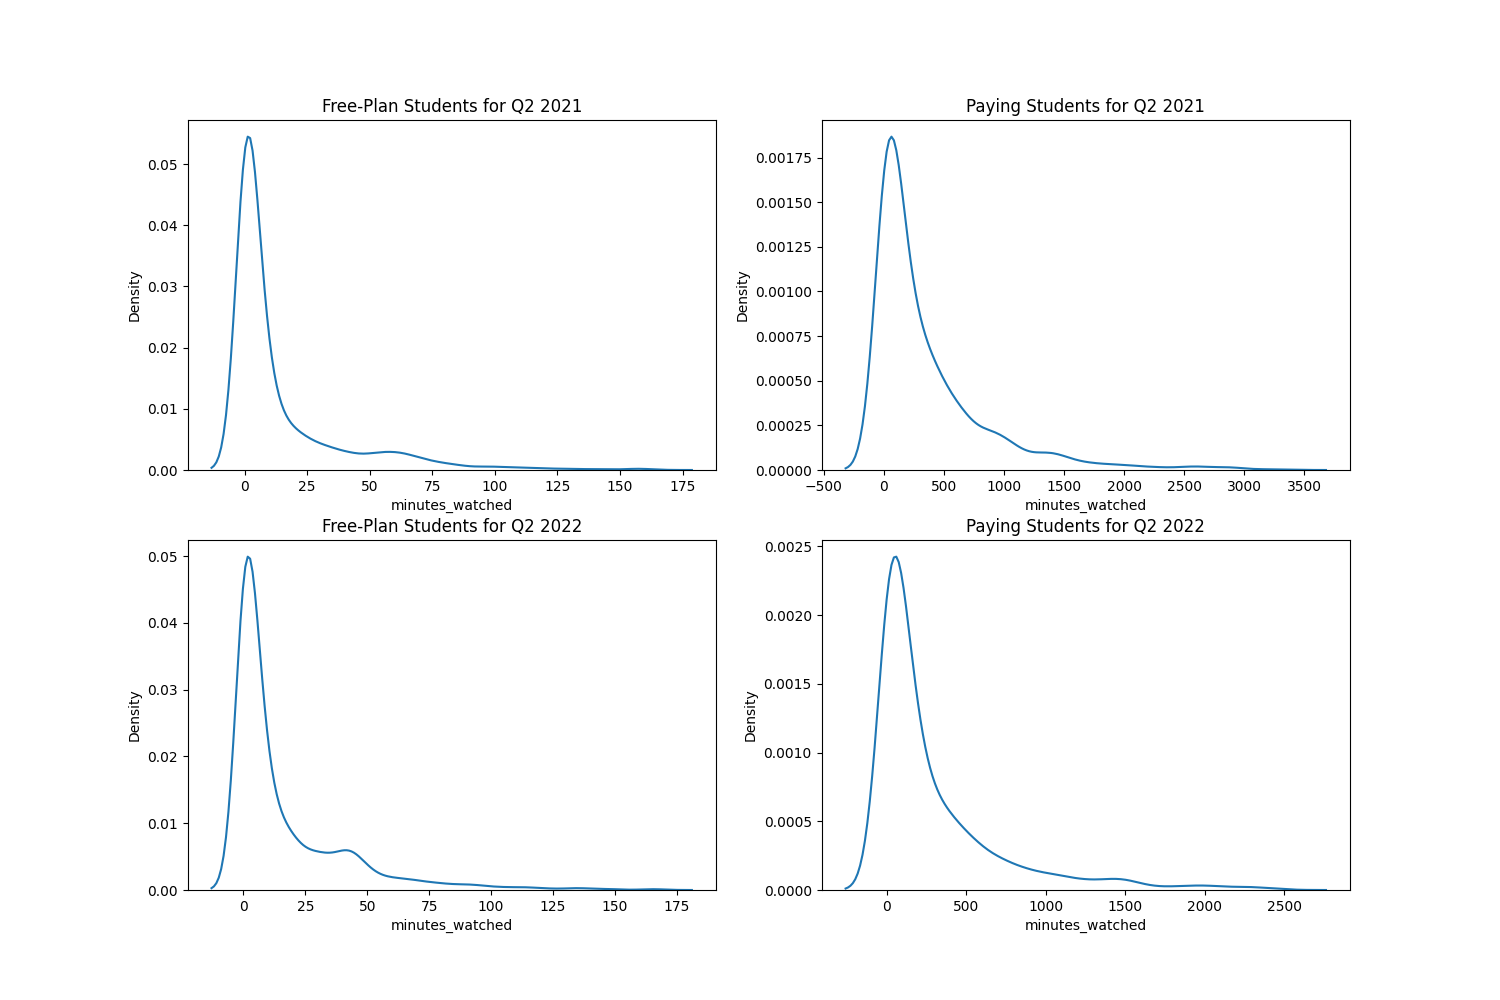 Free-Plan Students for Q2 2021
Density
0.05
0.04
0.03
0.02
0.01
0.00
0 25 50 75 100 125 150 175
minutes_watched
Paying Students for Q2 2021
Density
0.00175
0.00150
0.00125
0.00100
0.00075
0.00050
0.00025
0.00000
−500 0 500 1000 1500 2000 2500 3000 3500
minutes_watched
Free-Plan Students for Q2 2022
Density
0.05
0.04
0.03
0.02
0.01
0.00
0 25 50 75 100 125 150 175
minutes_watched
Paying Students for Q2 2022
Density
0.0025
0.0020
0.0015
0.0010
0.0005
0.0000
0 500 1000 1500 2000 2500
minutes_watched